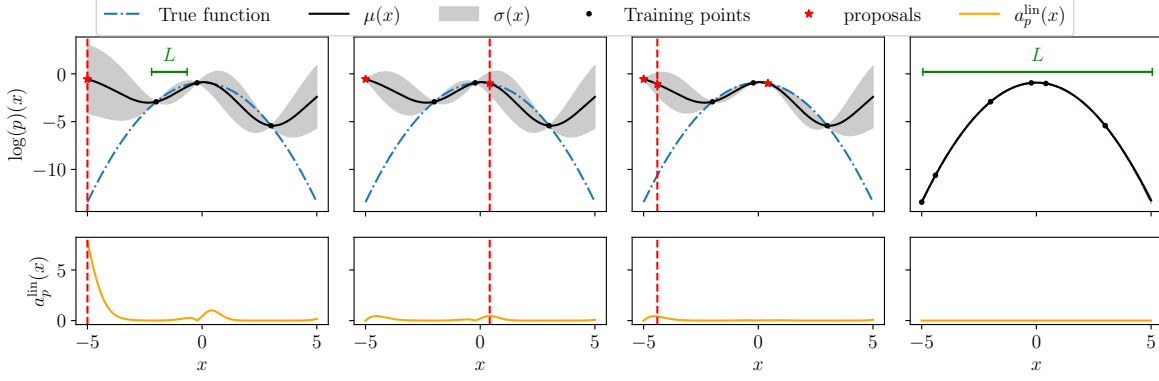 True function μ(x) σ(x) Training points proposals a_p^lin(x)
L L
log(p)(x)
0
−5
−10
a_p^lin(x)
5
0
−5 0 5 −5 0 5 −5 0 5 −5 0 5
x x x x